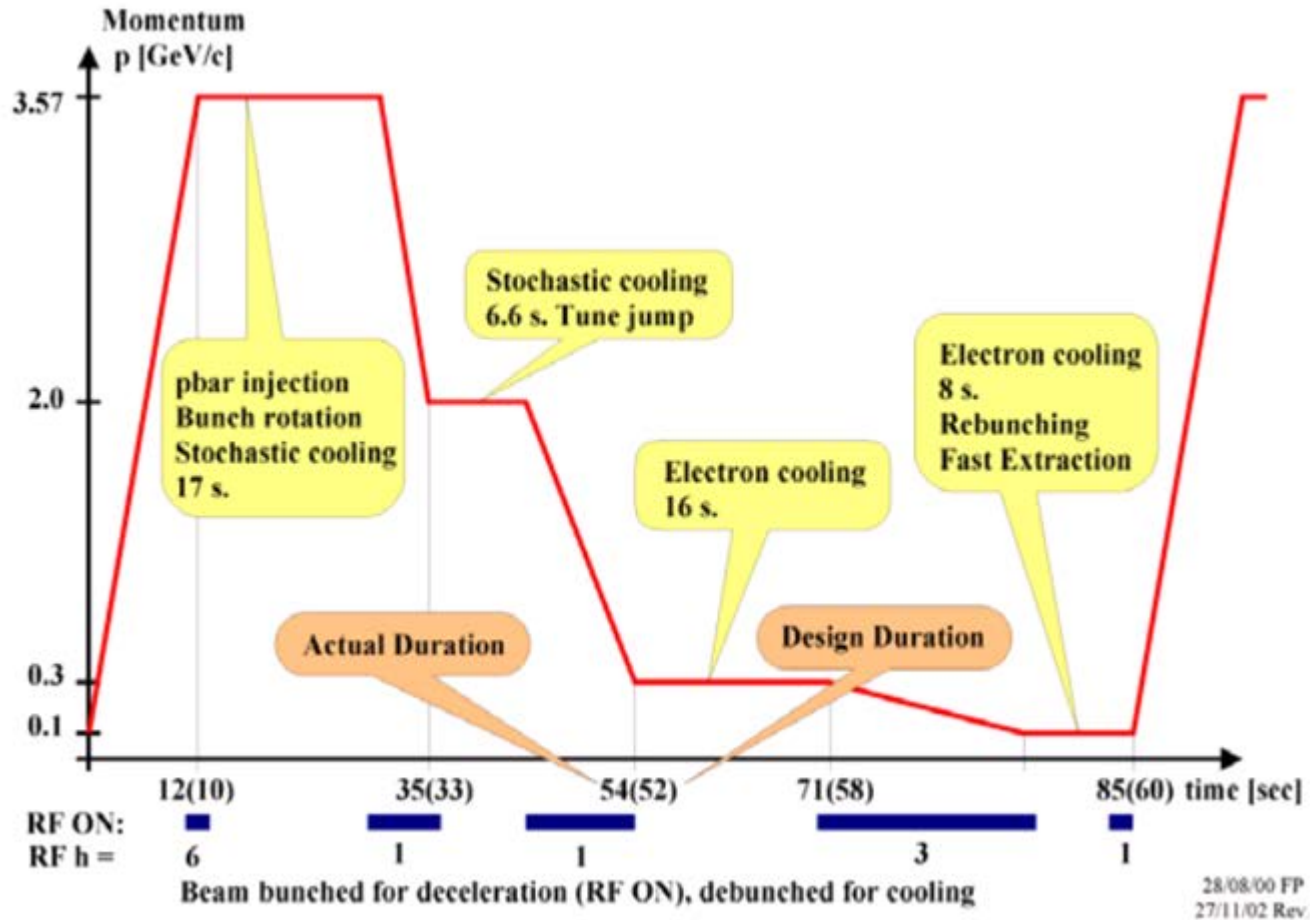 Momentum
p [GeV/c]
3.57
2.0
0.3
0.1
pbar injection
Bunch rotation
Stochastic cooling
17 s.
Stochastic cooling
6.6 s. Tune jump
Electron cooling
16 s.
Electron cooling
8 s.
Rebunching
Fast Extraction
Actual Duration
Design Duration
12(10) 35(33) 54(52) 71(58) 85(60) time [sec]
RF ON:
RF h = 6 1 1 3 1
Beam bunched for deceleration (RF ON), debunched for cooling
28/08/00 FP
27/11/02 Rev